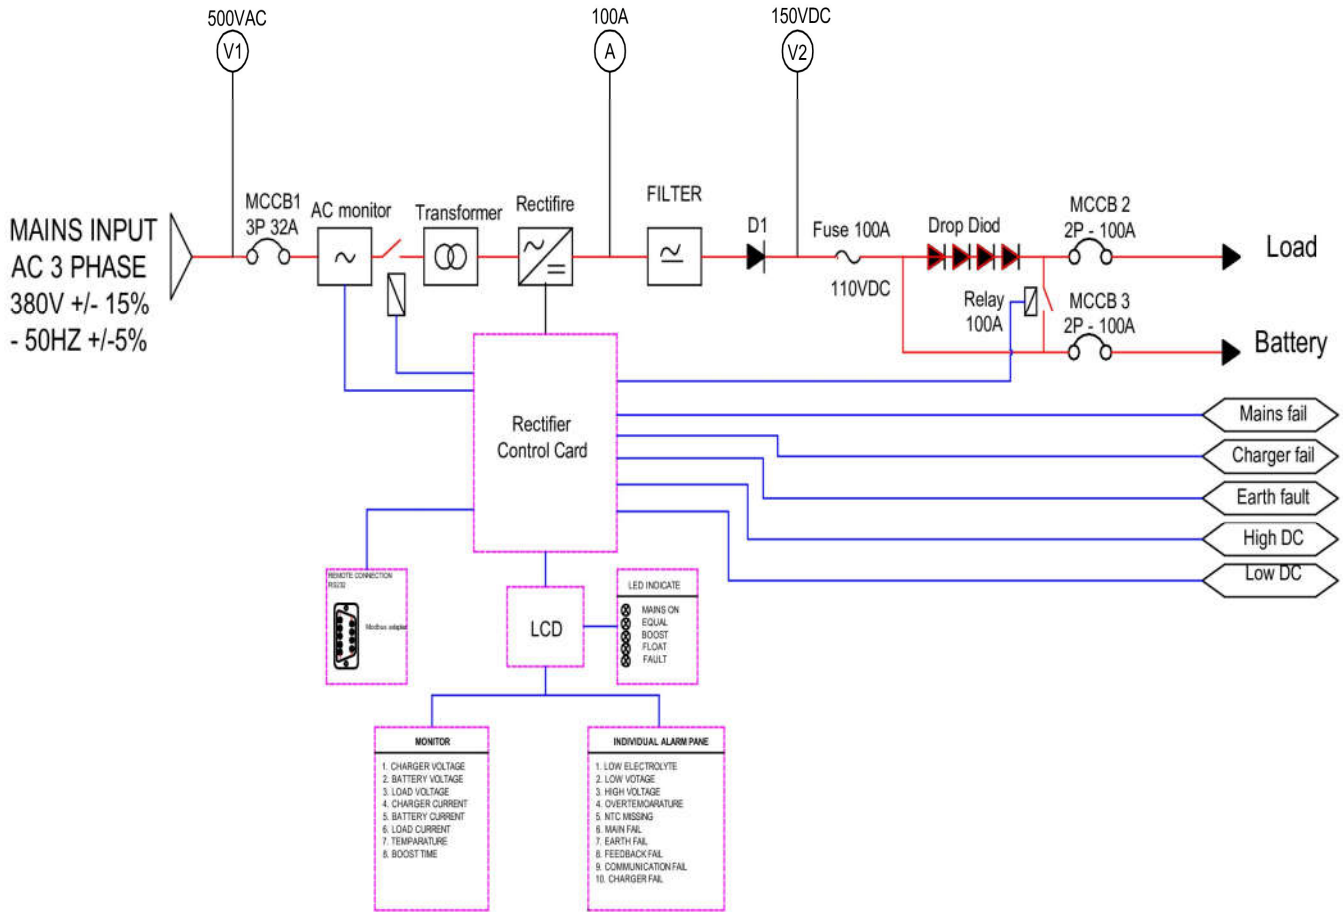 500VAC
V1
100A
A
150VDC
V2
MAINS INPUT
AC 3 PHASE
380V +/- 15%
- 50HZ +/-5%
MCCB1
3P 32A
AC monitor
Transformer
Rectifire
FILTER
D1
Fuse 100A
110VDC
Drop Diod
Relay
100A
MCCB 2
2P - 100A
Load
MCCB 3
2P - 100A
Battery
Rectifier
Control Card
Mains fail
Charger fail
Earth fault
High DC
Low DC
REMOTE CONNECTION
RS232
Modbus adapter
LCD
LED INDICATE
MAINS ON
EQUAL
BOOST
FLOAT
FAULT
MONITOR
1. CHARGER VOLTAGE
2. BATTERY VOLTAGE
3. LOAD VOLTAGE
4. CHARGER CURRENT
5. BATTERY CURRENT
6. LOAD CURRENT
7. TEMPARATURE
8. BOOST TIME
INDIVIDUAL ALARM PANE
1. LOW ELECTROLYTE
2. LOW VOTAGE
3. HIGH VOLTAGE
4. OVERTEMOARATURE
5. NTC MISSING
6. MAIN FAIL
7. EARTH FAIL
8. FEEDBACK FAIL
9. COMMUNICATION FAIL
10. CHARGER FAIL